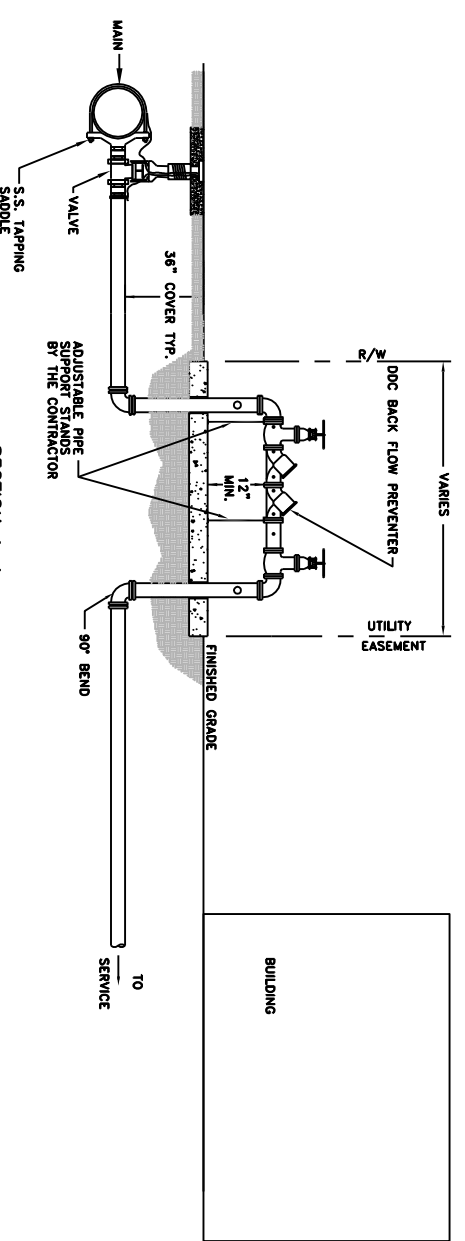 VARIES
R/W
UTILITY
EASEMENT
DDC BACK FLOW PREVENTER
BUILDING
12"
MIN.
FINISHED GRADE
36" COVER TYP.
ADJUSTABLE PIPE
SUPPORT STANDS
BY THE CONTRACTOR
MAIN
VALVE
S.S. TAPPING
SADDLE
90° BEND
TO
SERVICE